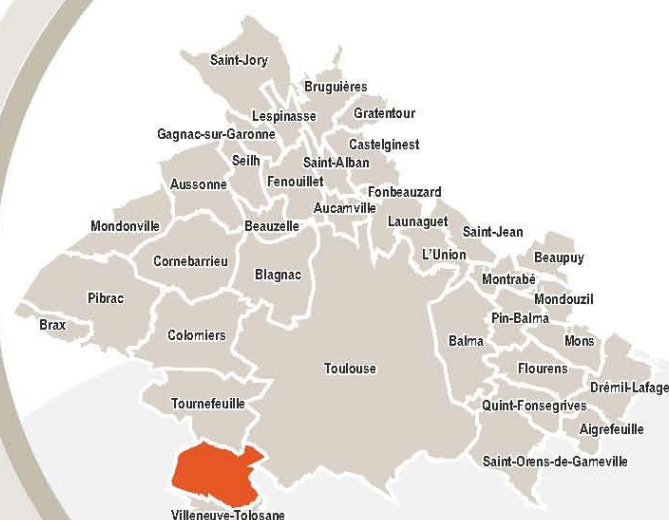 Saint-Jory
Bruguières
Lespinasse
Gratentour
Gagnac-sur-Garonne
Castelginest
Seilh
Saint-Alban
Aussonne
Fenouillet
Fonbeauzard
Aucamville
Launaguet
Mondonville
Beauzelle
Saint-Jean
L'Union
Beaupuy
Cornebarrieu
Blagnac
Montrabé
Pibrac
Mondouzil
Pin-Balma
Brax
Colomiers
Balma
Mons
Toulouse
Flourens
Drémil-Lafage
Tournefeuille
Quint-Fonsegrives
Aigrefeuille
Saint-Orens-de-Gameville
Villeneuve-Tolosane